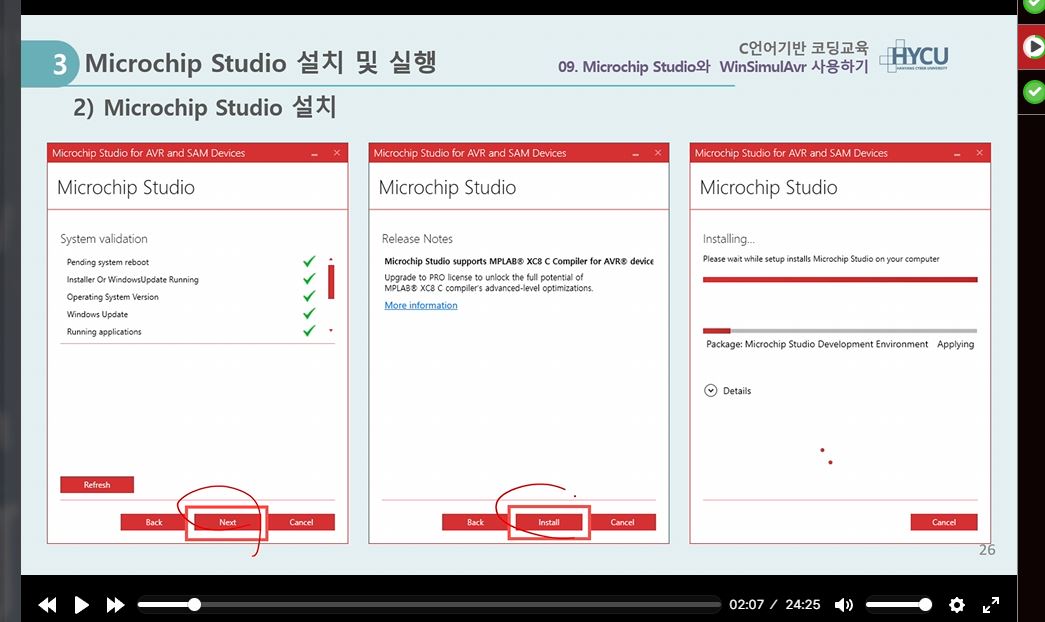 3 Microchip Studio 설치 및 실행
C언어기반 코딩교육
09. Microchip Studio와 WinSimulAvr 사용하기
HYCU
HANYANG CYBER UNIVERSITY
2) Microchip Studio 설치
Microchip Studio for AVR and SAM Devices
Microchip Studio
System validation
Pending system reboot
Installer Or WindowsUpdate Running
Operating System Version
Windows Update
Running applications
Refresh
Back Next Cancel
Microchip Studio for AVR and SAM Devices
Microchip Studio
Release Notes
Microchip Studio supports MPLAB® XC8 C Compiler for AVR® device
Upgrade to PRO license to unlock the full potential of
MPLAB® XC8 C compiler's advanced-level optimizations.
More information
Back Install Cancel
Microchip Studio for AVR and SAM Devices
Microchip Studio
Installing...
Please wait while setup installs Microchip Studio on your computer
Package: Microchip Studio Development Environment Applying
Details
Cancel
26
02:07 / 24:25